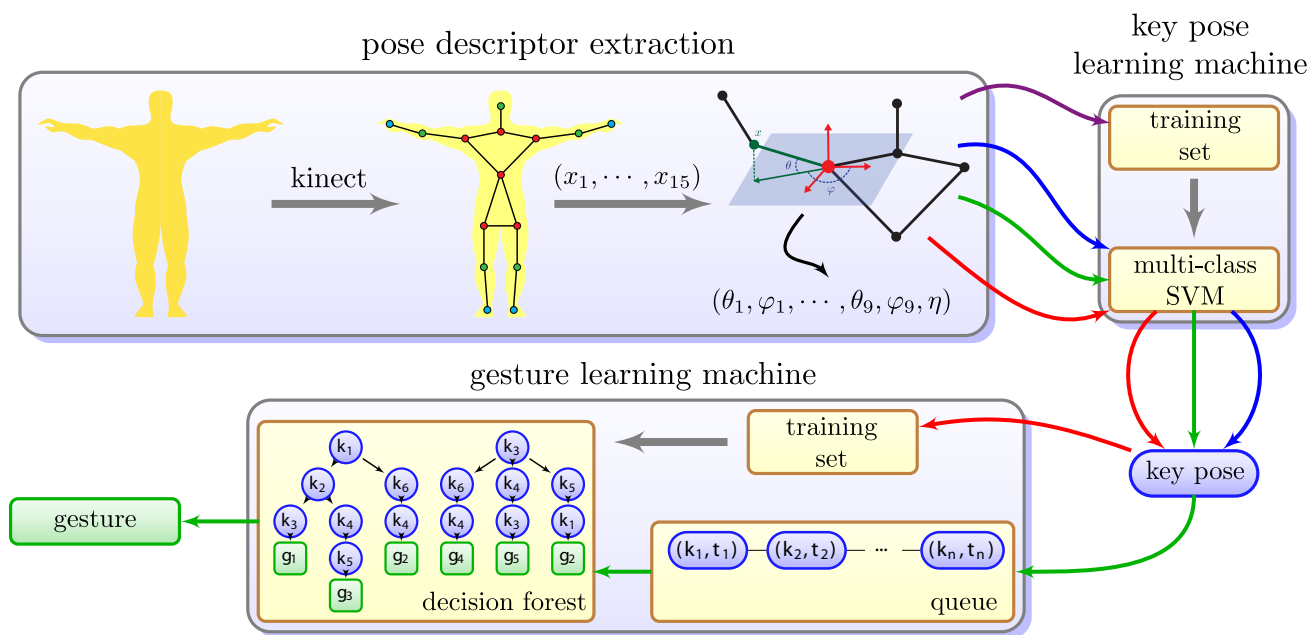 pose descriptor extraction
key pose
learning machine
kinect
(x₁, ⋯ , x₁₅)
x
θ
φ
(θ₁, φ₁, ⋯ , θ₉, φ₉, η)
training
set
multi-class
SVM
gesture learning machine
training
set
key pose
gesture
k₁
k₃
k₂
k₆
k₆
k₄
k₅
k₃
k₄
k₄
k₄
k₃
k₁
g₁
k₅
g₂
g₄
g₅
g₂
g₃
decision forest
(k₁,t₁)
(k₂,t₂)
···
(kₙ,tₙ)
queue